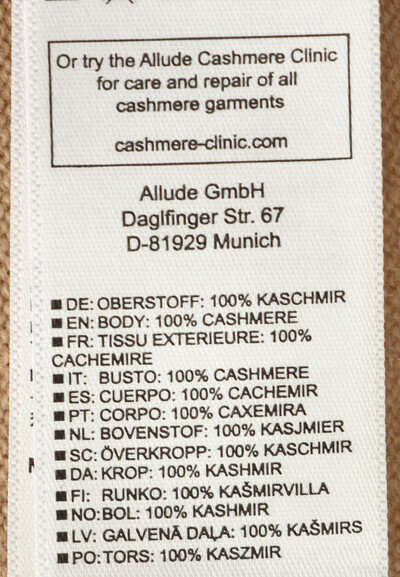 Or try the Allude Cashmere Clinic
for care and repair of all
cashmere garments
cashmere-clinic.com
Allude GmbH
Daglfinger Str. 67
D-81929 Munich
■ DE: OBERSTOFF: 100% KASCHMIR
■ EN: BODY: 100% CASHMERE
■ FR: TISSU EXTERIEURE: 100%
CACHEMIRE
■ IT: BUSTO: 100% CASHMERE
■ ES: CUERPO: 100% CACHEMIR
■ PT: CORPO: 100% CAXEMIRA
■ NL: BOVENSTOF: 100% KASJMIER
■ SC: ÖVERKROPP: 100% KASCHMIR
■ DA: KROP: 100% KASHMIR
■ FI: RUNKO: 100% KAŠMIRVILLA
■ NO: BOL: 100% KASHMIR
■ LV: GALVENĀ DAĻA: 100% KAŠMIRS
■ PO: TORS: 100% KASZMIR